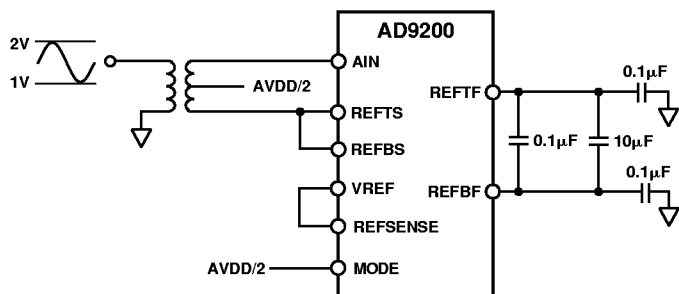 AD9200
2V
1V
AVDD/2
AIN
REFTS
REFBS
VREF
REFSENSE
AVDD/2
MODE
REFTF
REFBF
0.1µF
0.1µF
10µF
0.1µF